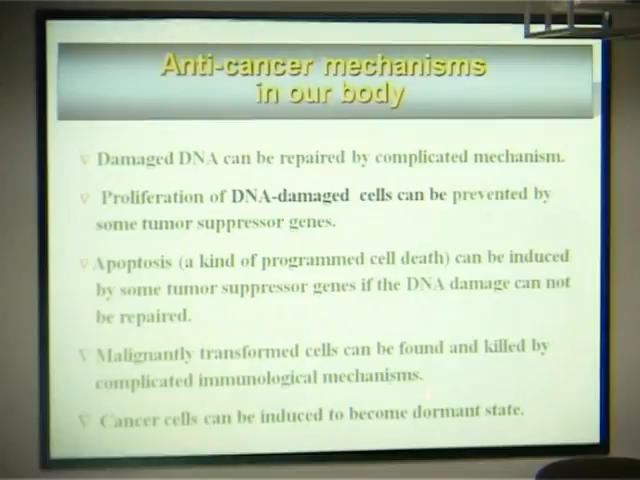 Anti-cancer mechanisms
in our body
Damaged DNA can be repaired by complicated mechanism.
Proliferation of DNA-damaged cells can be prevented by
some tumor suppressor genes.
Apoptosis (a kind of programmed cell death) can be induced
by some tumor suppressor genes if the DNA damage can not
be repaired.
Malignantly transformed cells can be found and killed by
complicated immunological mechanisms.
Cancer cells can be induced to become dormant state.